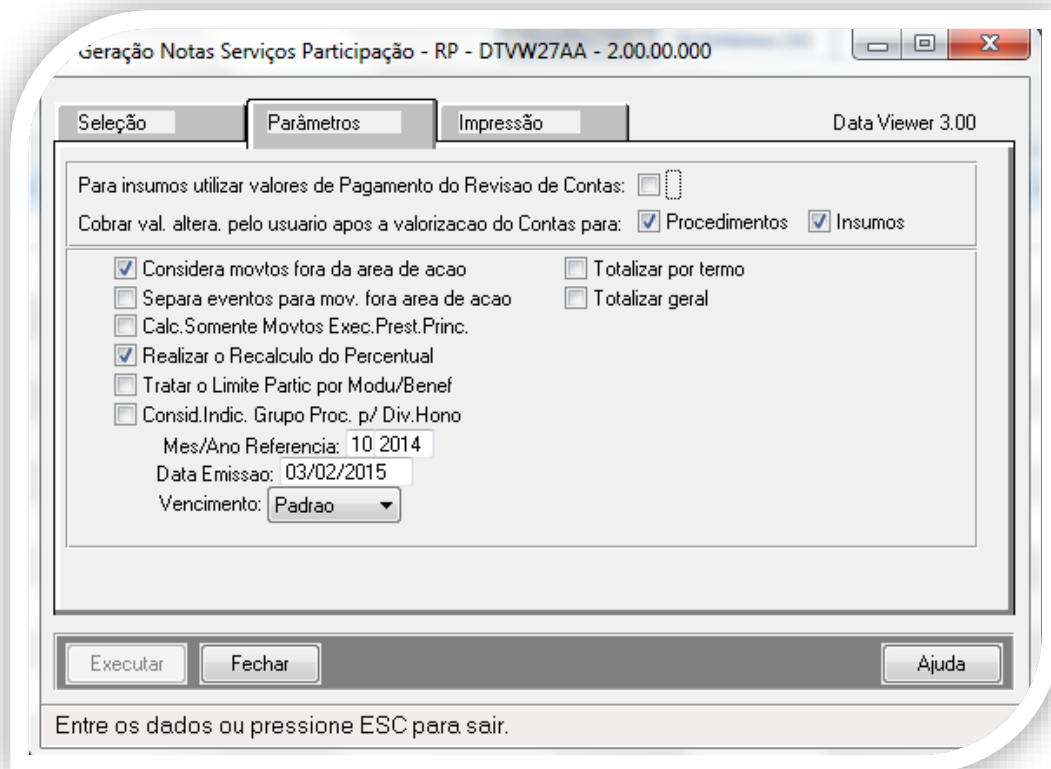 Geração Notas Serviços Participação - RP - DTVW27AA - 2.00.00.000
Seleção Parâmetros Impressão Data Viewer 3.00
Para insumos utilizar valores de Pagamento do Revisao de Contas:
Cobrar val. altera. pelo usuario apos a valorizacao do Contas para: Procedimentos Insumos
Considera movtos fora da area de acao Totalizar por termo
Separa eventos para mov. fora area de acao Totalizar geral
Calc.Somente Movtos Exec.Prest.Princ.
Realizar o Recalculo do Percentual
Tratar o Limite Partic por Modu/Benef
Consid.Indic. Grupo Proc. p/ Div.Hono
Mes/Ano Referencia: 10 2014
Data Emissao: 03/02/2015
Vencimento: Padrao
Executar Fechar Ajuda
Entre os dados ou pressione ESC para sair.